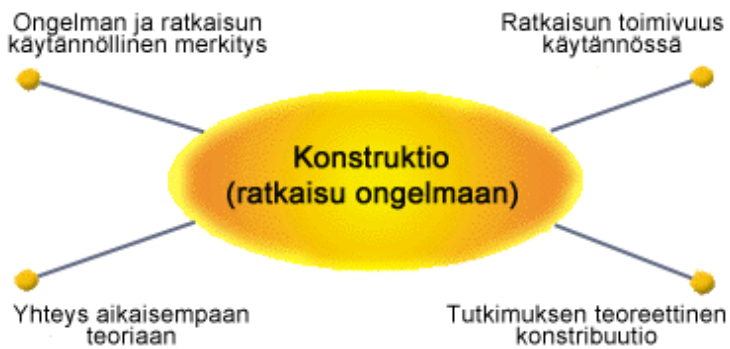 Ongelman ja ratkaisun
käytännöllinen merkitys
Ratkaisun toimivuus
käytännössä
Konstruktio
(ratkaisu ongelmaan)
Yhteys aikaisempaan
teoriaan
Tutkimuksen teoreettinen
konstribuutio